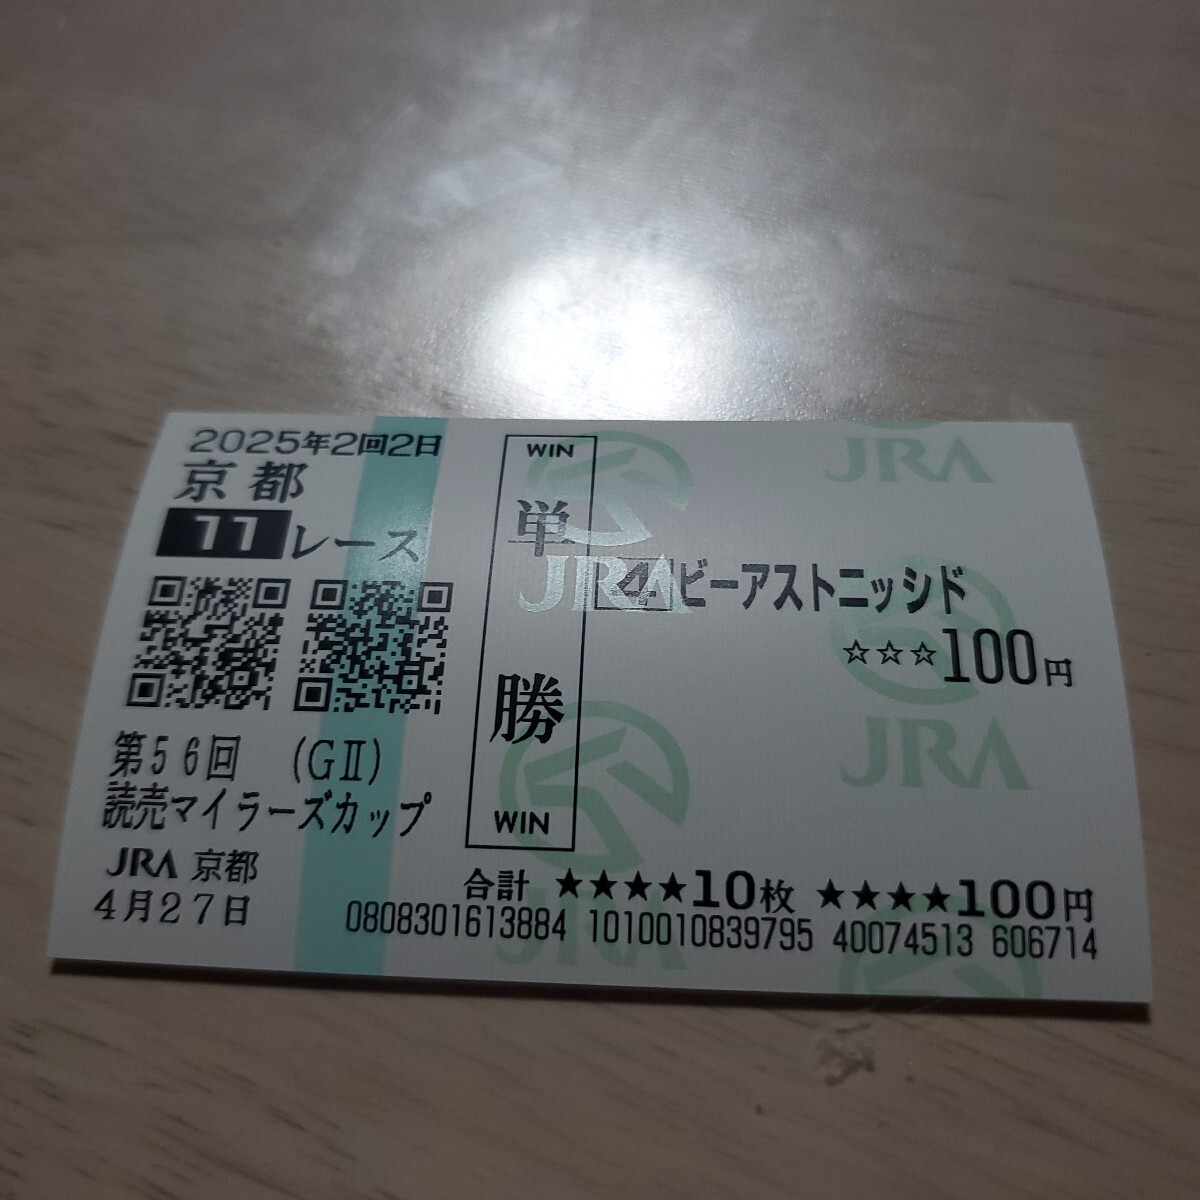 2025年2回2日
京都
11レース
第56回 (GⅡ)
読売マイラーズカップ
JRA 京都
4月27日
WIN
単勝
WIN
JRA
4 ビーアストニッシド
☆☆☆100円
JRA
JRA
合計 ★★★★10枚 ★★★★100円
0808301613884 1010010839795 40074513 606714
JRA